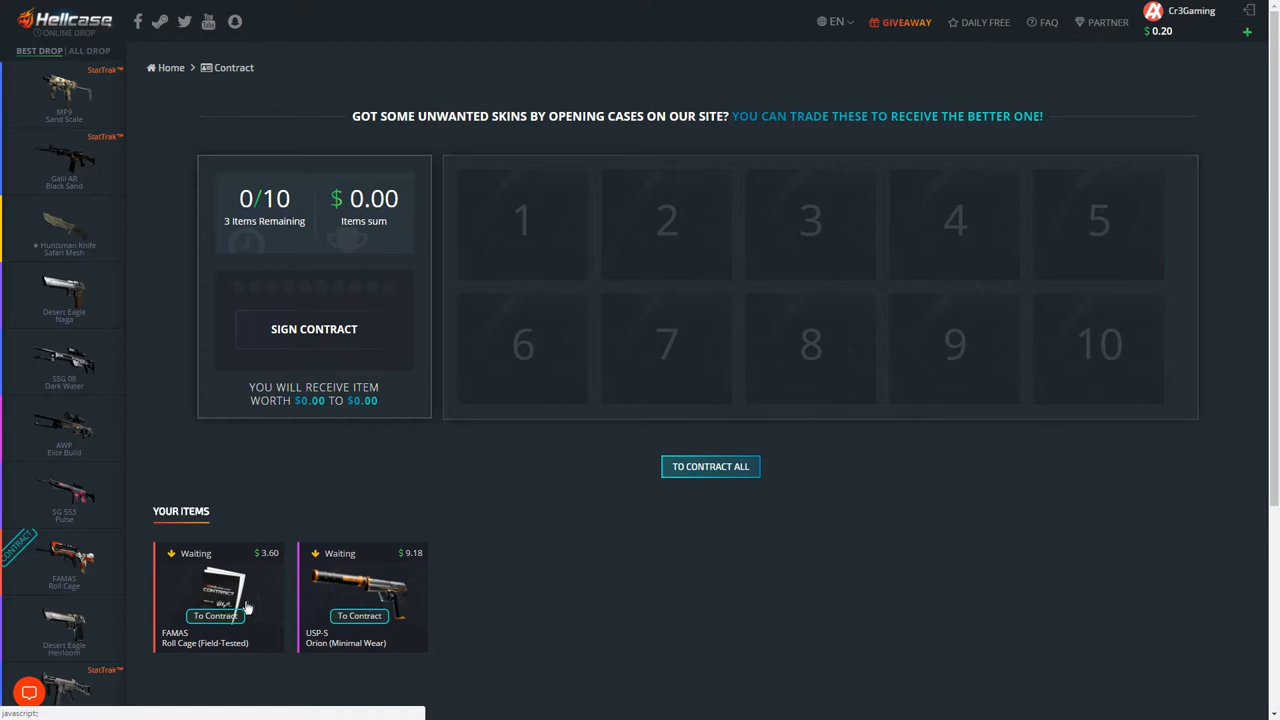 Hellcase
ONLINE DROP
EN
GIVEAWAY
DAILY FREE
FAQ
PARTNER
Cr3Gaming
$ 0.20
BEST DROP | ALL DROP
Home > Contract
GOT SOME UNWANTED SKINS BY OPENING CASES ON OUR SITE? YOU CAN TRADE THESE TO RECEIVE THE BETTER ONE!
StatTrak™
MP9
Sand Scale
StatTrak™
Galil AR
Black Sand
★ Huntsman Knife
Safari Mesh
Desert Eagle
Naga
SSG 08
Dark Water
AWP
Elite Build
SG 553
Pulse
CONTRACT
FAMAS
Roll Cage
Desert Eagle
Heirloom
StatTrak™
0/10
3 Items Remaining
$ 0.00
Items sum
SIGN CONTRACT
YOU WILL RECEIVE ITEM
WORTH $0.00 TO $0.00
1 2 3 4 5
6 7 8 9 10
TO CONTRACT ALL
YOUR ITEMS
Waiting $ 3.60
CONTRACT
To Contract
FAMAS
Roll Cage (Field-Tested)
Waiting $ 9.18
To Contract
USP-S
Orion (Minimal Wear)
javascript:;